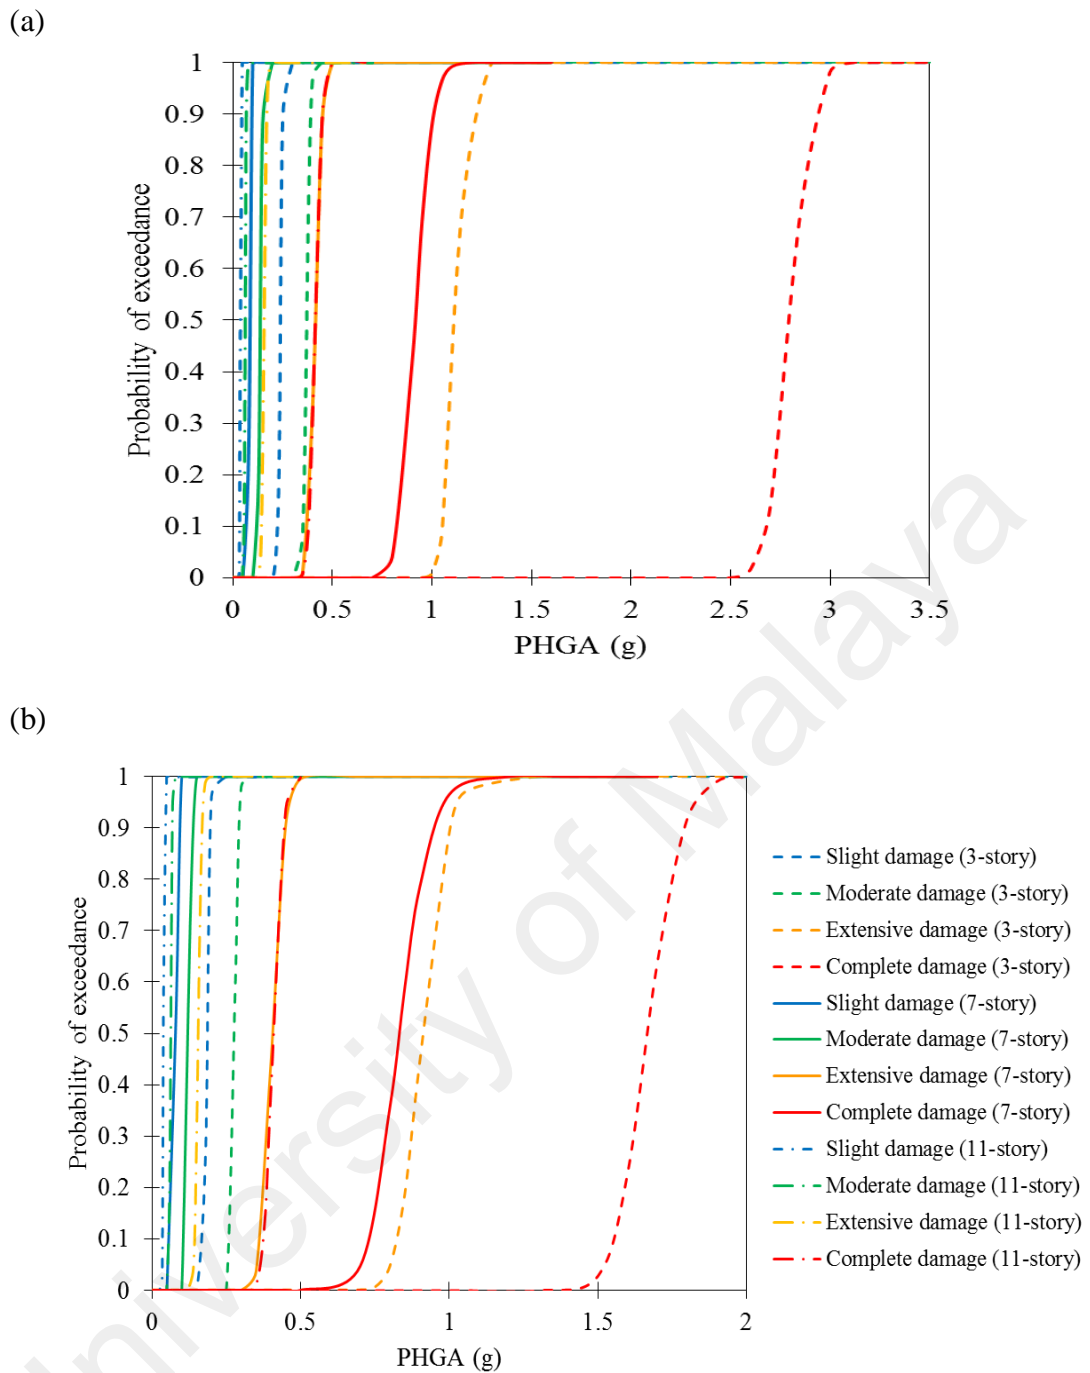 (a)
1
0.9
0.8
0.7
0.6
0.5
0.4
0.3
0.2
0.1
0
Probability of exceedance
0 0.5 1 1.5 2 2.5 3 3.5
PHGA (g)
(b)
1
0.9
0.8
0.7
0.6
0.5
0.4
0.3
0.2
0.1
0
Probability of exceedance
0 0.5 1 1.5 2
PHGA (g)
Slight damage (3-story)
Moderate damage (3-story)
Extensive damage (3-story)
Complete damage (3-story)
Slight damage (7-story)
Moderate damage (7-story)
Extensive damage (7-story)
Complete damage (7-story)
Slight damage (11-story)
Moderate damage (11-story)
Extensive damage (11-story)
Complete damage (11-story)
University of Malaya